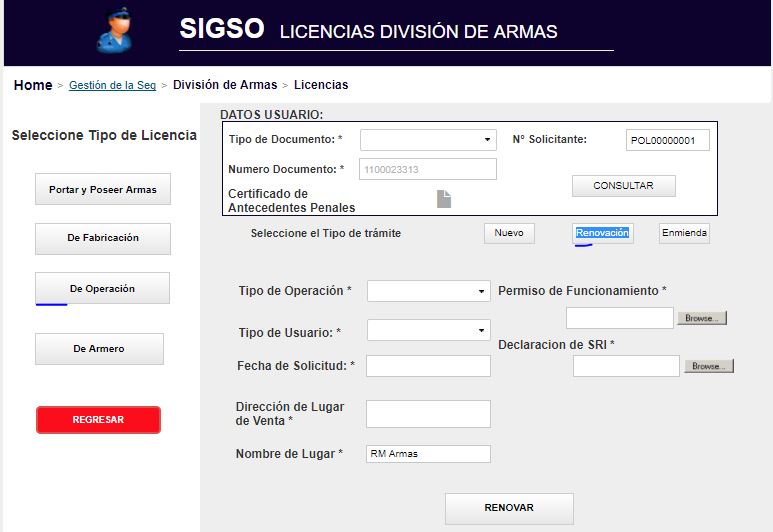 SIGSO LICENCIAS DIVISIÓN DE ARMAS
Home > Gestión de la Seg > División de Armas > Licencias
Seleccione Tipo de Licencia
Portar y Poseer Armas
De Fabricación
De Operación
De Armero
REGRESAR
DATOS USUARIO:
Tipo de Documento: *
N° Solicitante: POL00000001
Numero Documento: * 1100023313
CONSULTAR
Certificado de
Antecedentes Penales
Seleccione el Tipo de trámite Nuevo Renovación Enmienda
Tipo de Operación *
Permiso de Funcionamiento *
Browse...
Tipo de Usuario: *
Declaracion de SRI *
Browse...
Fecha de Solicitud: *
Dirección de Lugar
de Venta *
Nombre de Lugar * RM Armas
RENOVAR